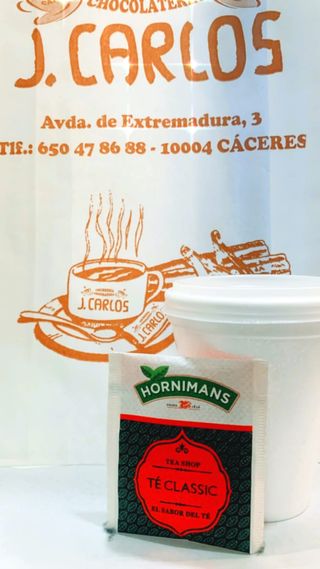 CHOCOLATERÍA
J. CARLOS
Avda. de Extremadura, 3
Tlf.: 650 47 86 88 - 10004 CÁCERES
J. CARLOS
J. CARLOS
HORNIMANS
TEA SHOP
TÉ CLASSIC
EL SABOR DEL TÉ